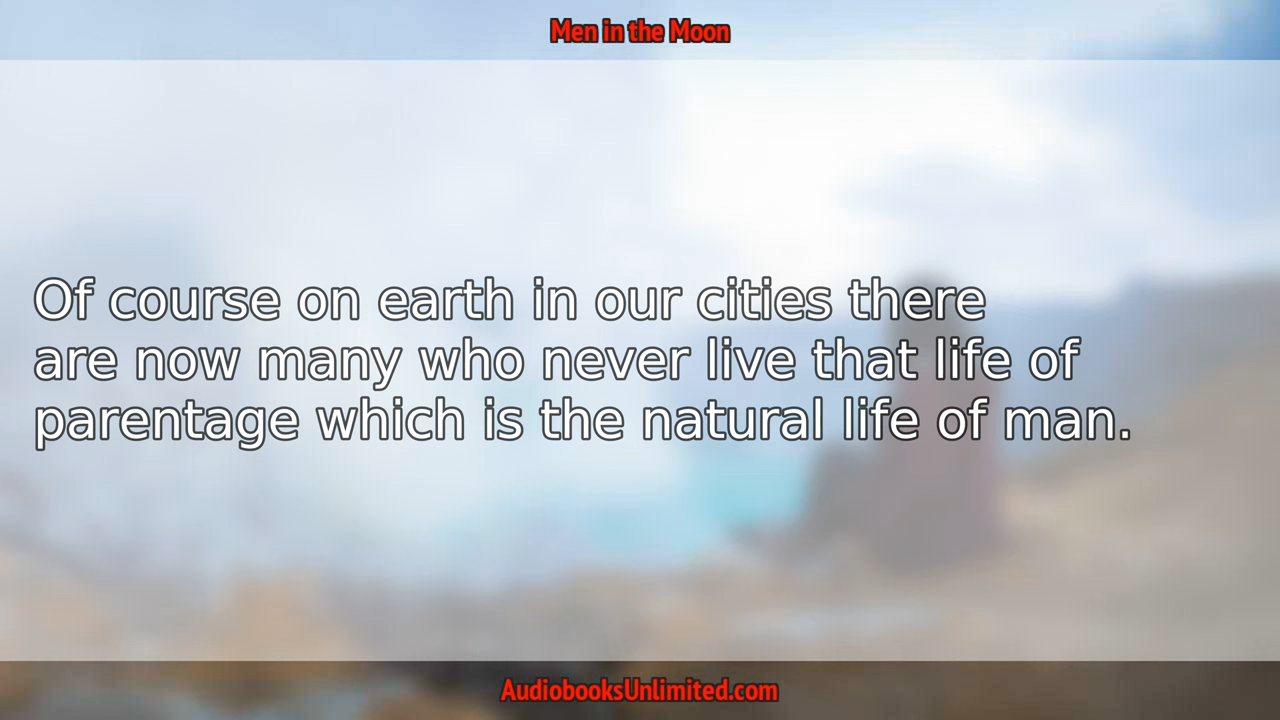 Men in the Moon
Of course on earth in our cities there
are now many who never live that life of
parentage which is the natural life of man.
AudiobooksUnlimited.com